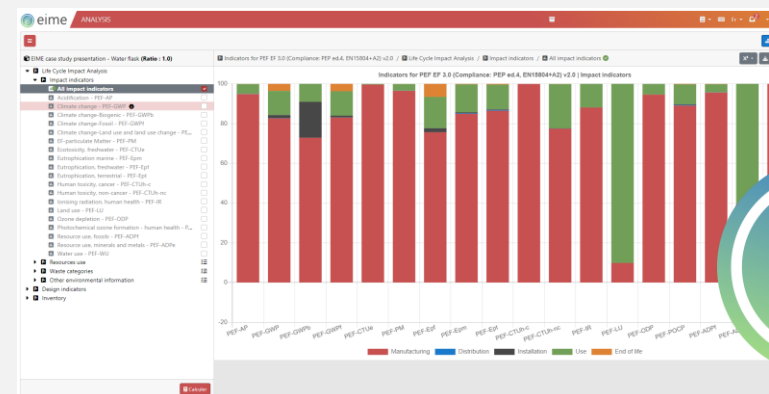 eime ANALYSIS
EIME case study presentation - Water flask (Ratio : 1.0)
Indicators for PEF EF 3.0 (Compliance: PEP ed.4, EN15804+A2) v2.0 / Life Cycle Impact Analysis / Impact indicators / All impact indicators
Life Cycle Impact Analysis
Impact indicators
All impact indicators
Acidification - PEF-AP
Climate change - PEF-GWP
Climate change-Biogenic - PEF-GWPb
Climate change-Fossil - PEF-GWPf
Climate change-Land use and land use change - PE...
EF-particulate Matter - PEF-PM
Ecotoxicity, freshwater - PEF-CTUe
Eutrophication marine - PEF-Epm
Eutrophication, freshwater - PEF-Epf
Eutrophication, terrestrial - PEF-Ept
Human toxicity, cancer - PEF-CTUh-c
Human toxicity, non-cancer - PEF-CTUh-nc
Ionising radiation, human health - PEF-IR
Land use - PEF-LU
Ozone depletion - PEF-ODP
Photochemical ozone formation - human health - P...
Resource use, fossils - PEF-ADPf
Resource use, minerals and metals - PEF-ADPe
Water use - PEF-WU
Resources use
Waste categories
Other environmental information
Design indicators
Inventory
Calculer
Indicators for PEF EF 3.0 (Compliance: PEP ed.4, EN15804+A2) v2.0 | Impact indicators
100
80
60
40
20
0
-20
PEF-AP PEF-GWP PEF-GWPb PEF-GWPf PEF-CTUe PEF-PM PEF-Epf PEF-Epm PEF-Ept PEF-CTUh-c PEF-CTUh-nc PEF-IR PEF-LU PEF-ODP PEF-POCP PEF-ADPf
Manufacturing Distribution Installation Use End of life